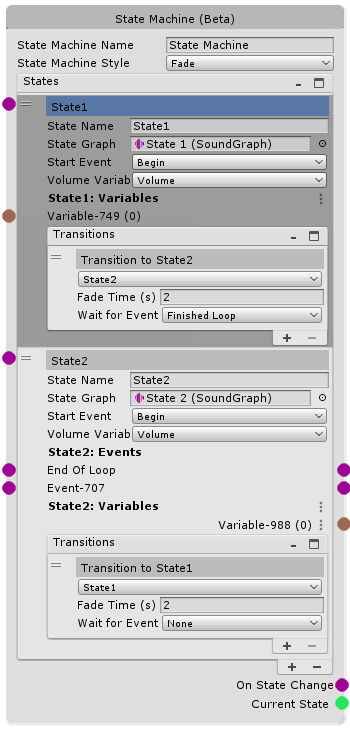 State Machine (Beta)
State Machine Name State Machine
State Machine Style Fade
States
State1
State Name State1
State Graph State 1 (SoundGraph)
Start Event Begin
Volume Variab Volume
State1: Variables
Variable-749 (0)
Transitions
Transition to State2
State2
Fade Time (s) 2
Wait for Event Finished Loop
State2
State Name State2
State Graph State 2 (SoundGraph)
Start Event Begin
Volume Variab Volume
State2: Events
End Of Loop
Event-707
State2: Variables
Variable-988 (0)
Transitions
Transition to State1
State1
Fade Time (s) 2
Wait for Event None
On State Change
Current State